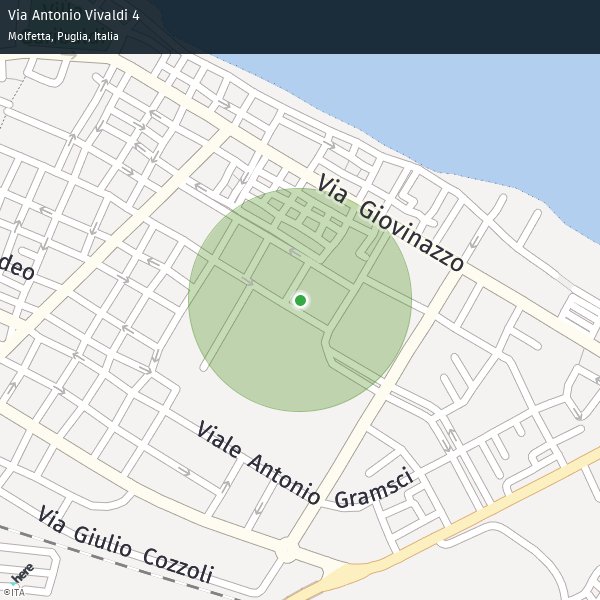 Via Antonio Vivaldi 4
Molfetta, Puglia, Italia
Via Giovinazzo
deo
Viale Antonio Gramsci
Via Giulio Cozzoli
here
©ITA